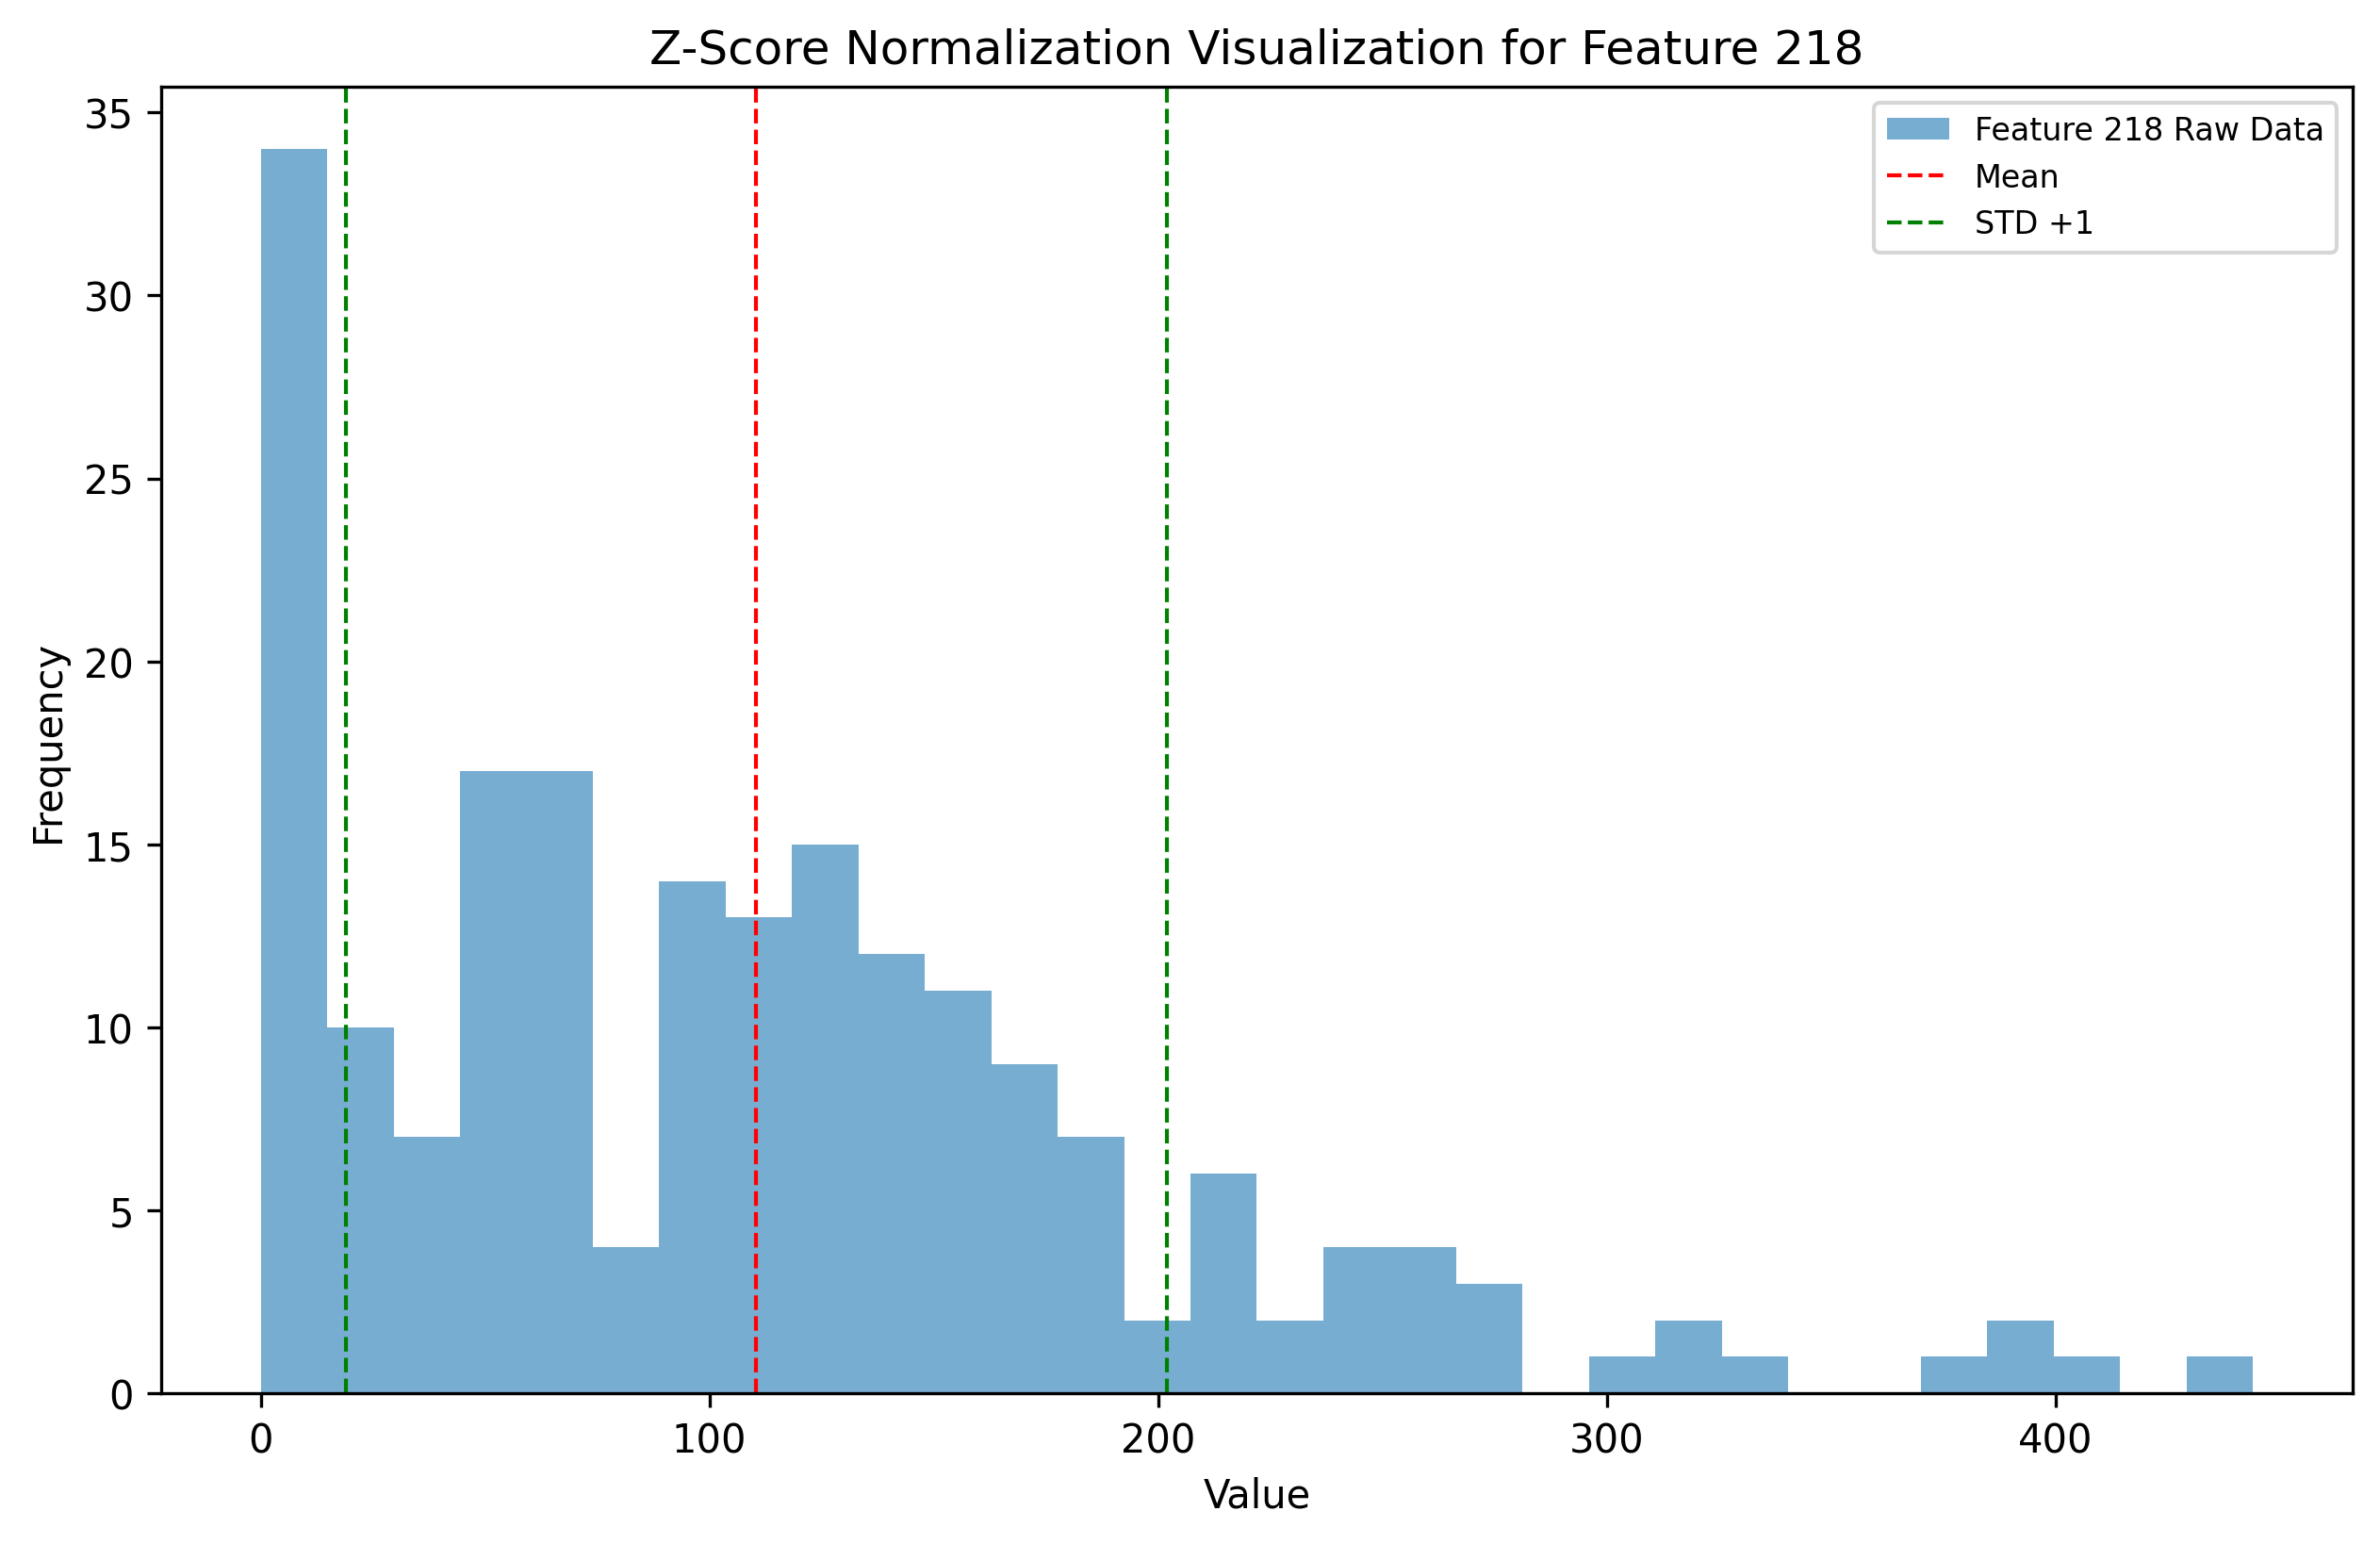 Z-Score Normalization Visualization for Feature 218
Feature 218 Raw Data
Mean
STD +1
Frequency
35
30
25
20
15
10
5
0
0 100 200 300 400
Value